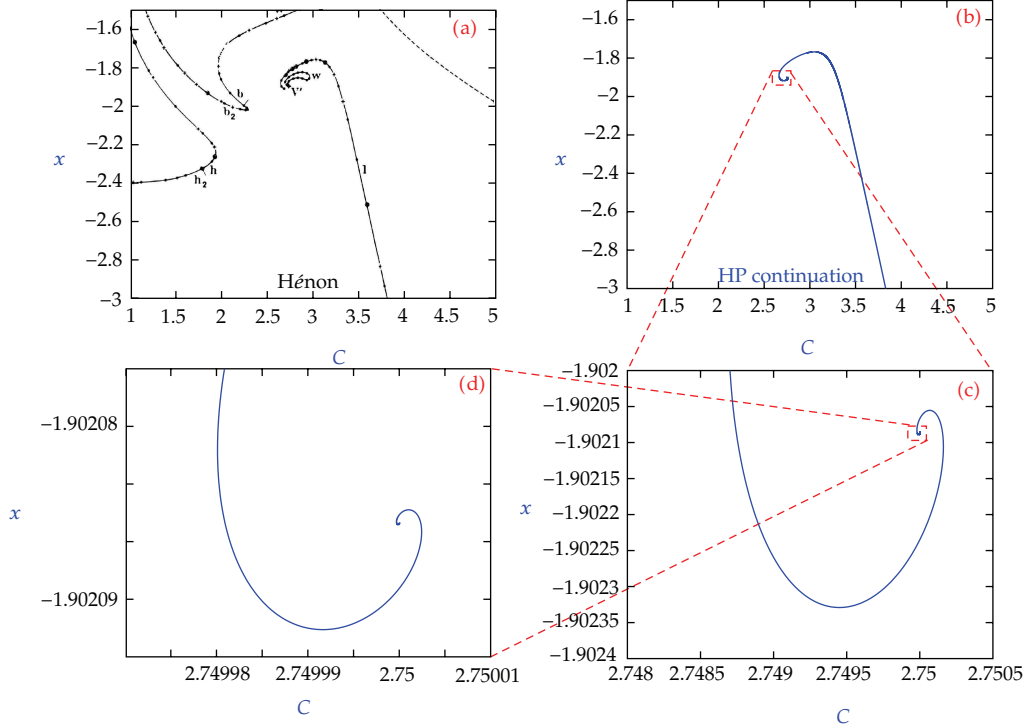 (a)
−1.6
−1.8
−2
−2.2
−2.4
−2.6
−2.8
−3
x
b
b₂
h
h₂
w
l
Hénon
1 1.5 2 2.5 3 3.5 4 4.5 5
C
(b)
−1.6
−1.8
−2
−2.2
−2.4
−2.6
−2.8
−3
x
HP continuation
1 1.5 2 2.5 3 3.5 4 4.5 5
C
(d)
−1.90208
x
−1.90209
2.74998 2.74999 2.75 2.75001
C
(c)
−1.902
−1.90205
−1.9021
−1.90215
−1.90222
x
−1.90225
−1.9023
−1.90235
−1.9024
2.748 2.7485 2.749 2.7495 2.75 2.7505
C